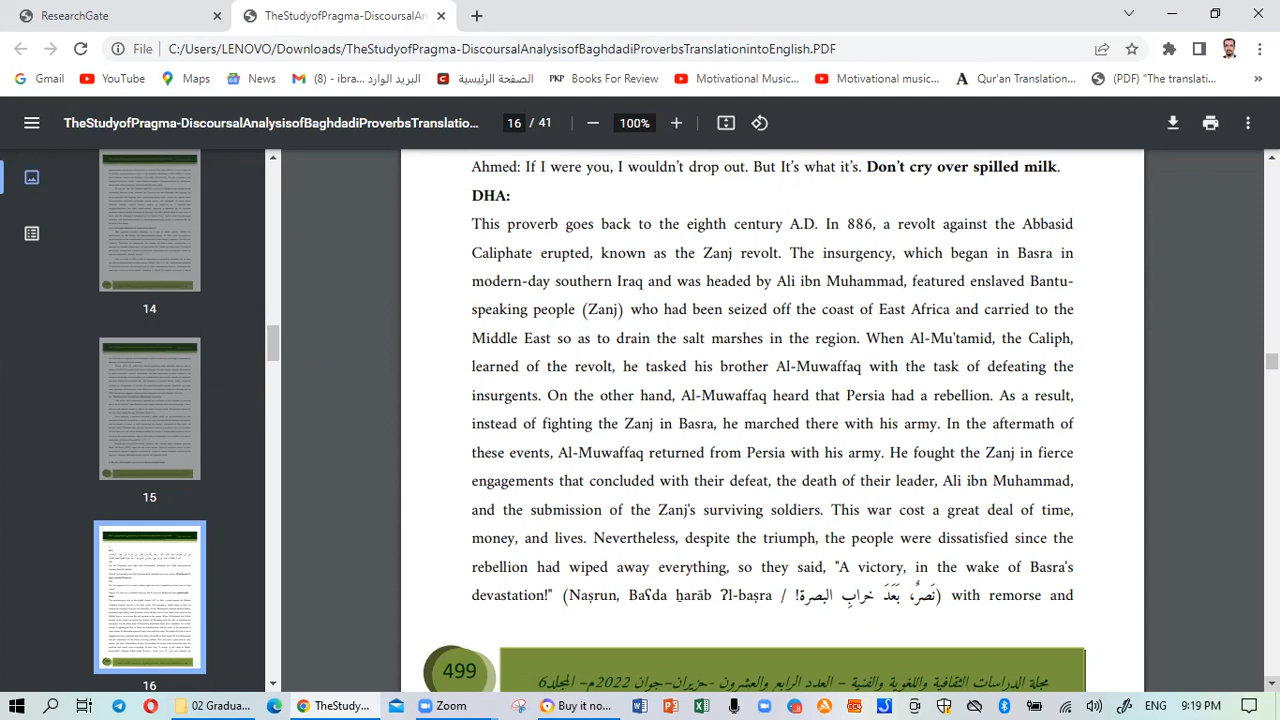 ResearchGate
TheStudyofPragma-DiscoursalAn
File C:/Users/LENOVO/Downloads/TheStudyofPragma-DiscoursalAnalysisofBaghdadiProverbsTranslationintoEnglish.PDF
Gmail YouTube Maps News (8) - ibra... البريد الوارد الصفحة الرئيسية PKP Books For Review Motivational Music... Motivational music... A Qur'an Translation... (PDF) "The translati...
TheStudyofPragma-DiscoursalAnalysisofBaghdadiProverbsTranslatio... 16 / 41 100%
14
15
16
Ahmed: If I were you, I wouldn't drop out. But It's what it is. Don't cry over spilled milk.
DHA:
This proverb goes back to the eighth century A.D. In 869, a revolt against the Abbasid
Caliphate erupted, known as the Zanj revolt. The insurgency, which began in Basra in
modern-day southern Iraq and was headed by Ali ibn Muhammad, featured enslaved Bantu-
speaking people (Zanj) who had been seized off the coast of East Africa and carried to the
Middle East so as to drain the salt marshes in the region. When Al-Mu'tamid, the Caliph,
learned of the revolt, he tasked his brother Al-Muwaffaq with the task of defeating the
insurgents. On the other hand, Al-Muwaffaq heard that Persia had a rebellion. As a result,
instead of fighting the Zanj in Basra, he marched to Persia with his army. In the aftermath of
these events, Al-Muwaffaq returned from Persia with his army. He fought the Zanj in fierce
engagements that concluded with their defeat, the death of their leader, Ali ibn Muhammad,
and the submission of the Zanj's surviving soldiers. This war cost a great deal of time,
money, and lives. Nevertheless, despite the triumph, the people were dissatisfied since the
rebellion had swept away everything, so they said, "A victory, in the wake of Basra's
devastation" (Naṣrun, Baʕda ḫarāb ʔl-baṣra / نَصْرٌ، بَعْدَ خَرابِ البَصْرة) with remorse and
499
مجلة الدراسات الثقافية واللغوية والفنية – العدد الرابع والعشرون -حزيران–جوان 2022م– المجلد6
02 Gradua... TheStudy... Zoom Buy it no... ENG 9:19 PM